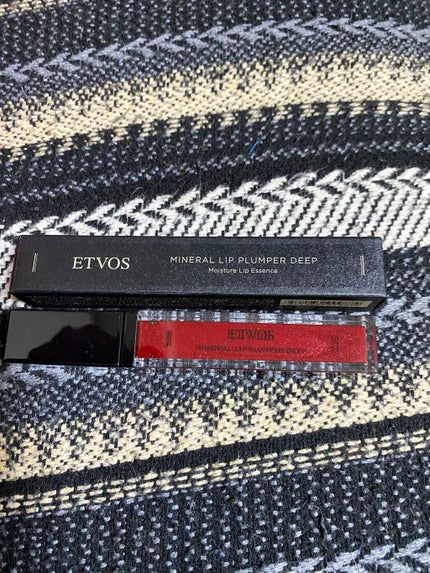 ETVOS
MINERAL LIP PLUMPER DEEP
Moisture Lip Essence
ETVOS
MINERAL LIP PLUMPER DEEP